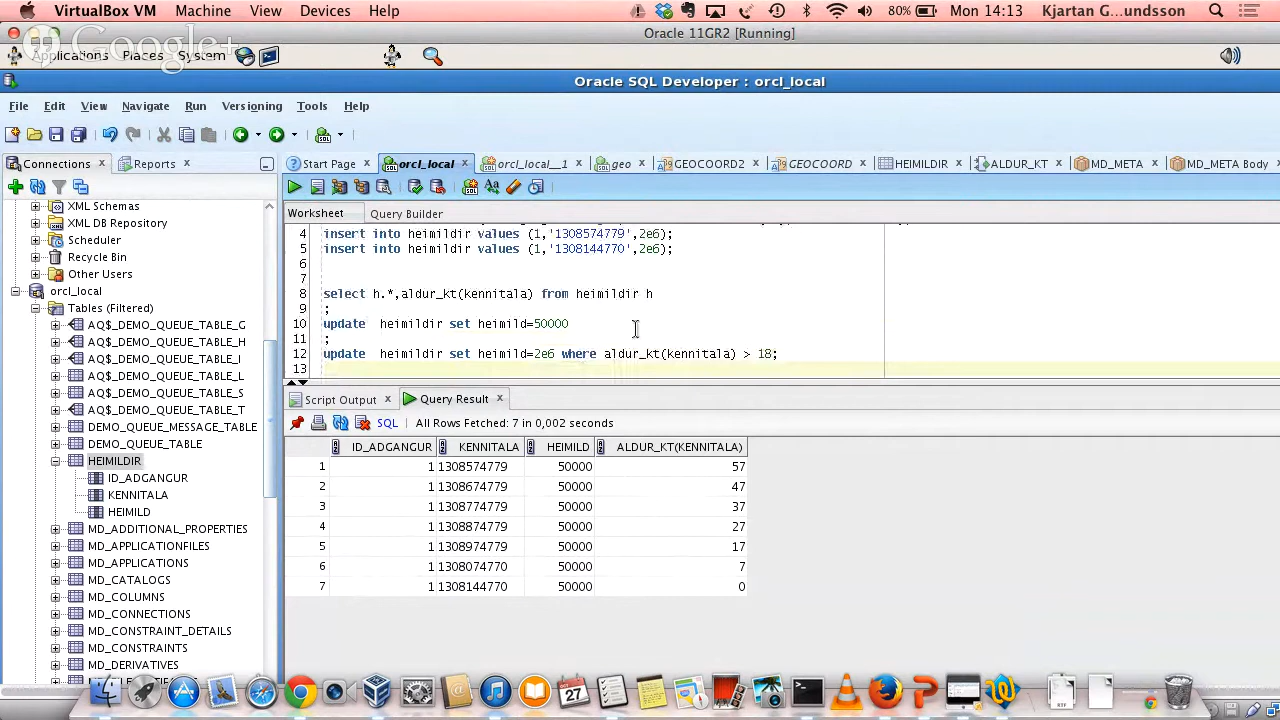 VirtualBox VM Machine View Devices Help 80% Mon 14:13 Kjartan G...undsson
Oracle 11GR2 [Running]
Google+
Applications Places System
Oracle SQL Developer : orcl_local
File Edit View Navigate Run Versioning Tools Help
Connections Reports Start Page orcl_local orcl_local__1 geo GEOCOORD2 GEOCOORD HEIMILDIR ALDUR_KT MD_META MD_META Body
Worksheet Query Builder
4 insert into heimildir values (1,'1308574779',2e6);
5 insert into heimildir values (1,'1308144770',2e6);
6
7
8 select h.*,aldur_kt(kennitala) from heimildir h
9 ;
10 update heimildir set heimild=50000
11 ;
12 update heimildir set heimild=2e6 where aldur_kt(kennitala) > 18;
13
XML Schemas
XML DB Repository
Scheduler
Recycle Bin
Other Users
orcl_local
Tables (Filtered)
AQ$_DEMO_QUEUE_TABLE_G
AQ$_DEMO_QUEUE_TABLE_H
AQ$_DEMO_QUEUE_TABLE_I
AQ$_DEMO_QUEUE_TABLE_L
AQ$_DEMO_QUEUE_TABLE_S
AQ$_DEMO_QUEUE_TABLE_T
DEMO_QUEUE_MESSAGE_TABLE
DEMO_QUEUE_TABLE
HEIMILDIR
ID_ADGANGUR
KENNITALA
HEIMILD
MD_ADDITIONAL_PROPERTIES
MD_APPLICATIONFILES
MD_APPLICATIONS
MD_CATALOGS
MD_COLUMNS
MD_CONNECTIONS
MD_CONSTRAINT_DETAILS
MD_CONSTRAINTS
MD_DERIVATIVES
Script Output Query Result
SQL All Rows Fetched: 7 in 0,002 seconds
ID_ADGANGUR KENNITALA HEIMILD ALDUR_KT(KENNITALA)
1 1 1308574779 50000 57
2 1 1308674779 50000 47
3 1 1308774779 50000 37
4 1 1308874779 50000 27
5 1 1308974779 50000 17
6 1 1308074770 50000 7
7 1 1308144770 50000 0